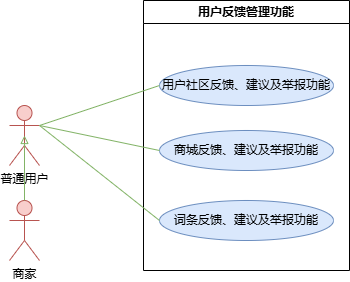 用户反馈管理功能
用户社区反馈、建议及举报功能
商城反馈、建议及举报功能
普通用户
词条反馈、建议及举报功能
商家